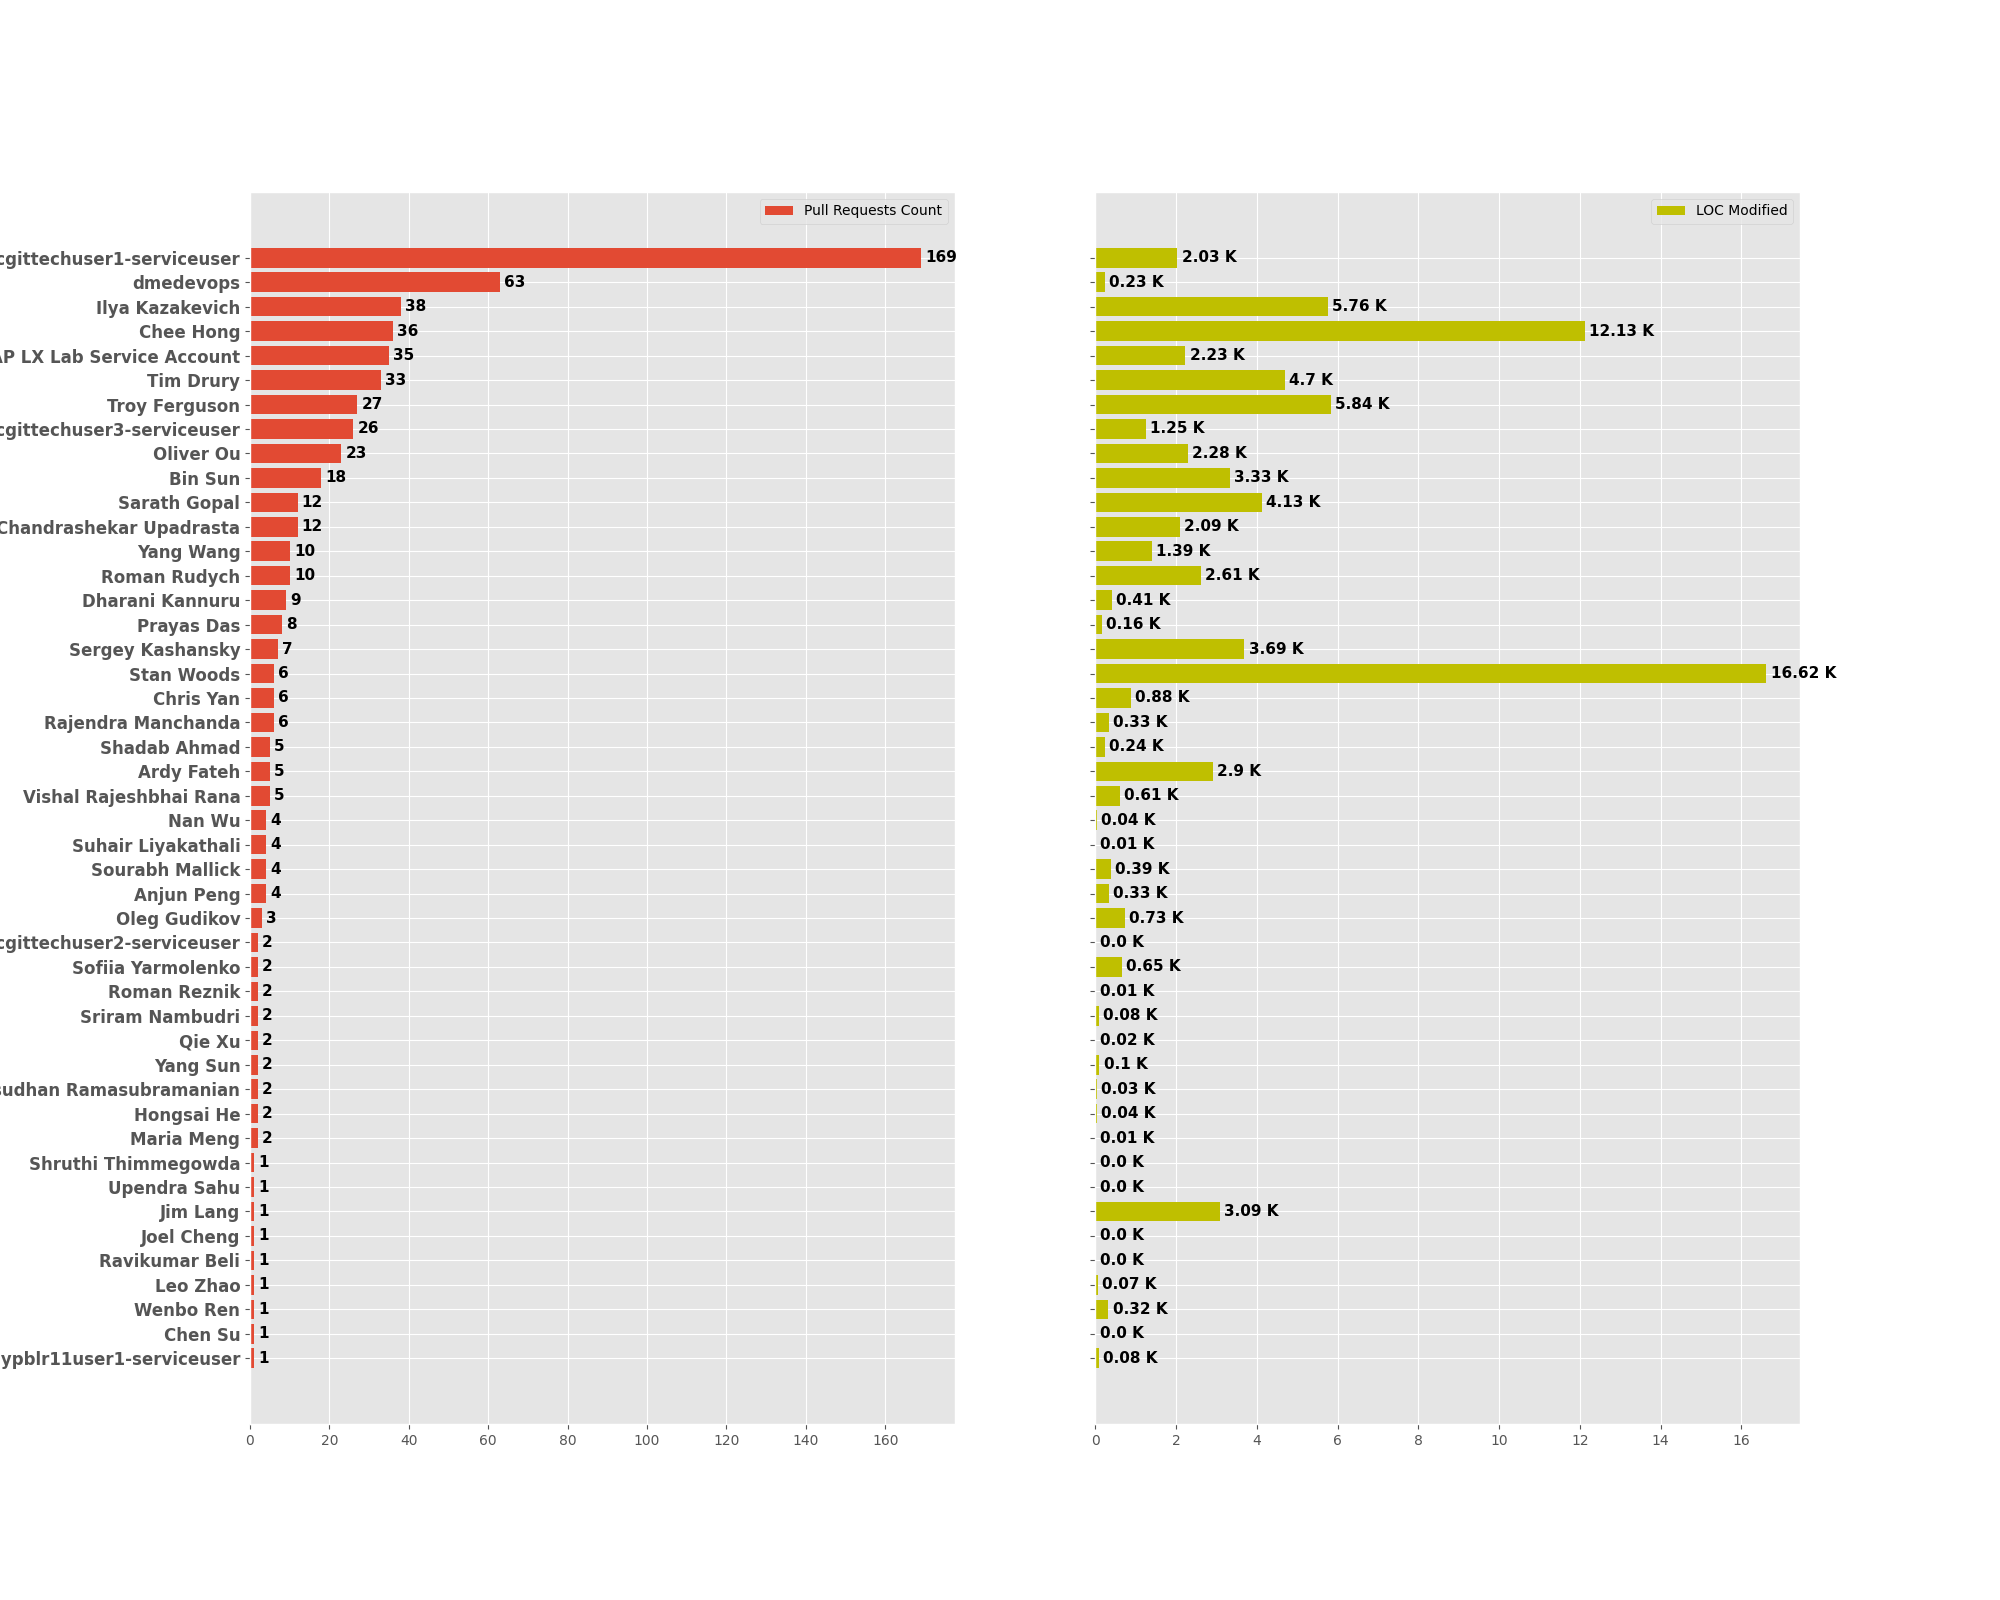 Pull Requests Count
LOC Modified
cgittechuser1-serviceuser 169 2.03 K
dmedevops 63 0.23 K
Ilya Kazakevich 38 5.76 K
Chee Hong 36 12.13 K
AP LX Lab Service Account 35 2.23 K
Tim Drury 33 4.7 K
Troy Ferguson 27 5.84 K
cgittechuser3-serviceuser 26 1.25 K
Oliver Ou 23 2.28 K
Bin Sun 18 3.33 K
Sarath Gopal 12 4.13 K
Chandrashekar Upadrasta 12 2.09 K
Yang Wang 10 1.39 K
Roman Rudych 10 2.61 K
Dharani Kannuru 9 0.41 K
Prayas Das 8 0.16 K
Sergey Kashansky 7 3.69 K
Stan Woods 6 16.62 K
Chris Yan 6 0.88 K
Rajendra Manchanda 6 0.33 K
Shadab Ahmad 5 0.24 K
Ardy Fateh 5 2.9 K
Vishal Rajeshbhai Rana 5 0.61 K
Nan Wu 4 0.04 K
Suhair Liyakathali 4 0.01 K
Sourabh Mallick 4 0.39 K
Anjun Peng 4 0.33 K
Oleg Gudikov 3 0.73 K
cgittechuser2-serviceuser 2 0.0 K
Sofiia Yarmolenko 2 0.65 K
Roman Reznik 2 0.01 K
Sriram Nambudri 2 0.08 K
Qie Xu 2 0.02 K
Yang Sun 2 0.1 K
sudhan Ramasubramanian 2 0.03 K
Hongsai He 2 0.04 K
Maria Meng 2 0.01 K
Shruthi Thimmegowda 1 0.0 K
Upendra Sahu 1 0.0 K
Jim Lang 1 3.09 K
Joel Cheng 1 0.0 K
Ravikumar Beli 1 0.0 K
Leo Zhao 1 0.07 K
Wenbo Ren 1 0.32 K
Chen Su 1 0.0 K
ypblr11user1-serviceuser 1 0.08 K
0 20 40 60 80 100 120 140 160
0 2 4 6 8 10 12 14 16